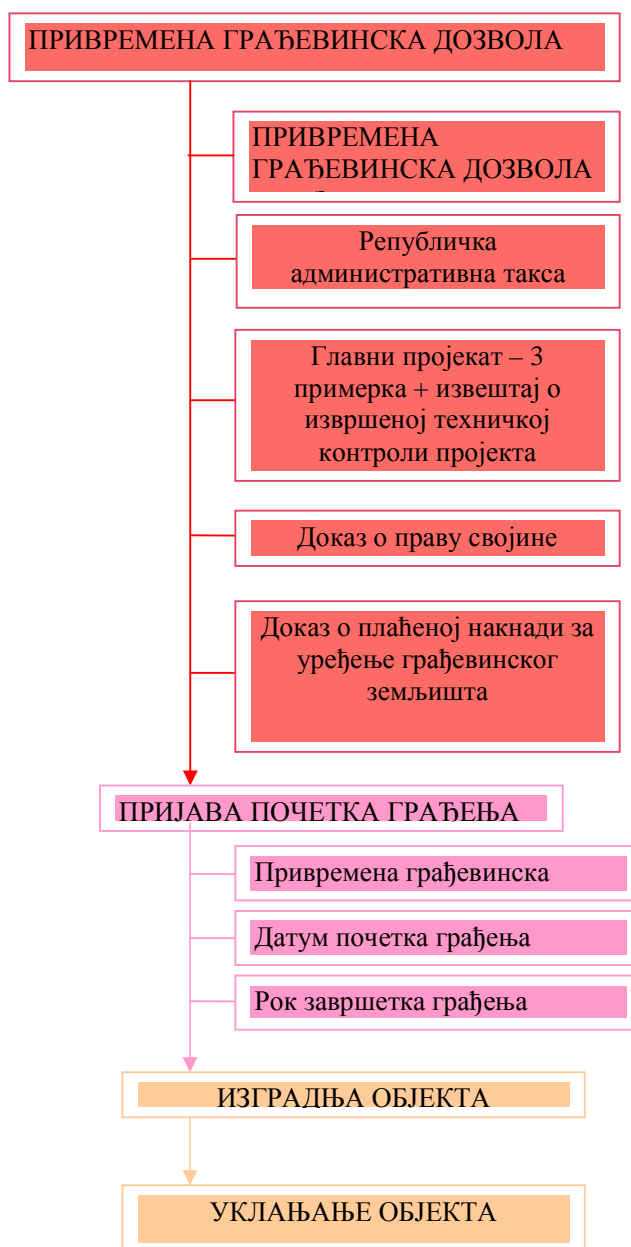 ПРИВРЕМЕНА ГРАЂЕВИНСКА ДОЗВОЛА
ПРИВРЕМЕНА
ГРАЂЕВИНСКА ДОЗВОЛА
Републичка
административна такса
Главни пројекат – 3
примерка + извештај о
извршеној техничкој
контроли пројекта
Доказ о праву својине
Доказ о плаћеној накнади за
уређење грађевинског
земљишта
ПРИЈАВА ПОЧЕТКА ГРАЂЕЊА
Привремена грађевинска
Датум почетка грађења
Рок завршетка грађења
ИЗГРАДЊА ОБЈЕКТА
УКЛАЊАЊЕ ОБЈЕКТА